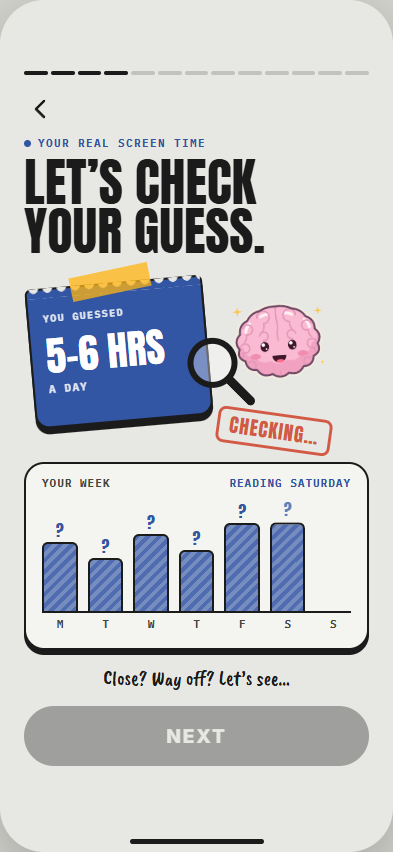 YOUR REAL SCREEN TIME
LET'S CHECK
YOUR GUESS.
YOU GUESSED
5-6 HRS
A DAY
CHECKING...
YOUR WEEK
READING SATURDAY
? ? ? ? ? ?
M T W T F S S
Close? Way off? Let's see...
NEXT